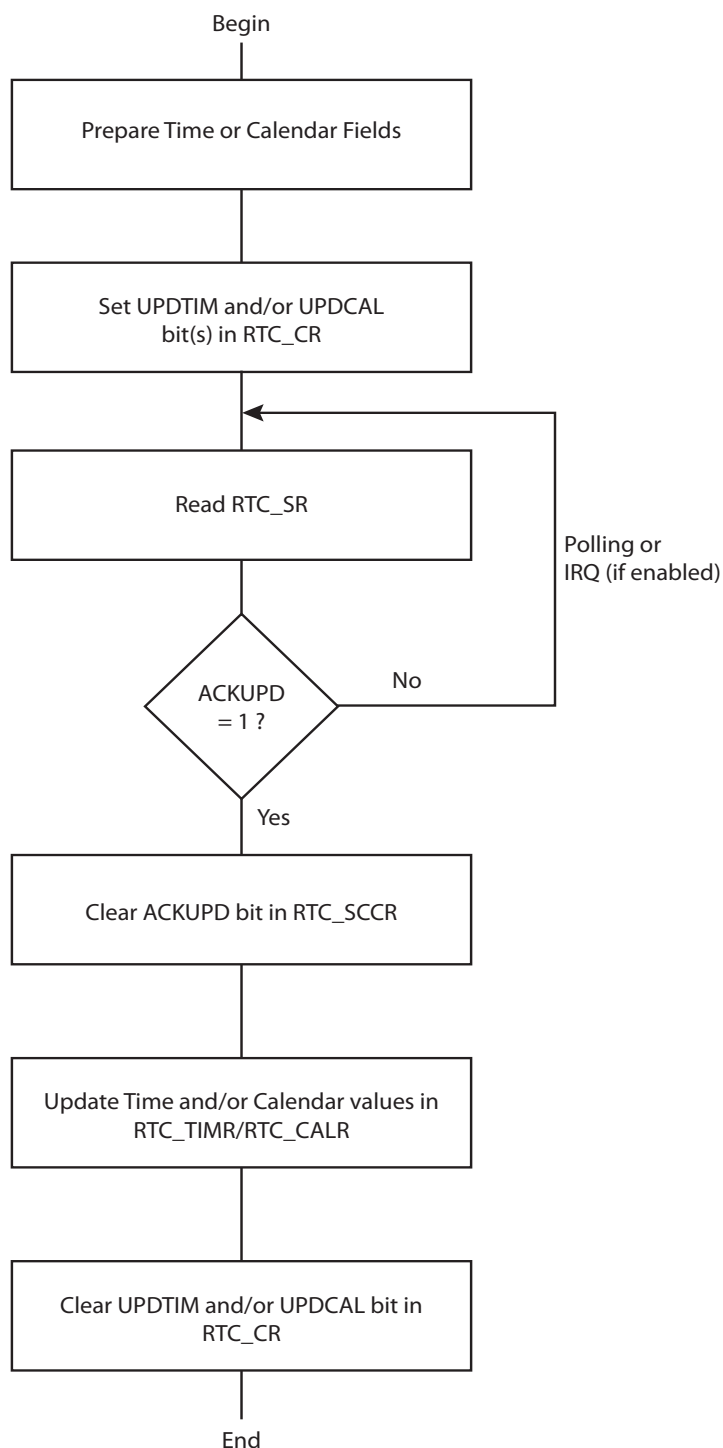 Begin
Prepare Time or Calendar Fields
Set UPDTIM and/or UPDCAL
bit(s) in RTC_CR
Read RTC_SR
Polling or
IRQ (if enabled)
ACKUPD
= 1 ?
No
Yes
Clear ACKUPD bit in RTC_SCCR
Update Time and/or Calendar values in
RTC_TIMR/RTC_CALR
Clear UPDTIM and/or UPDCAL bit in
RTC_CR
End